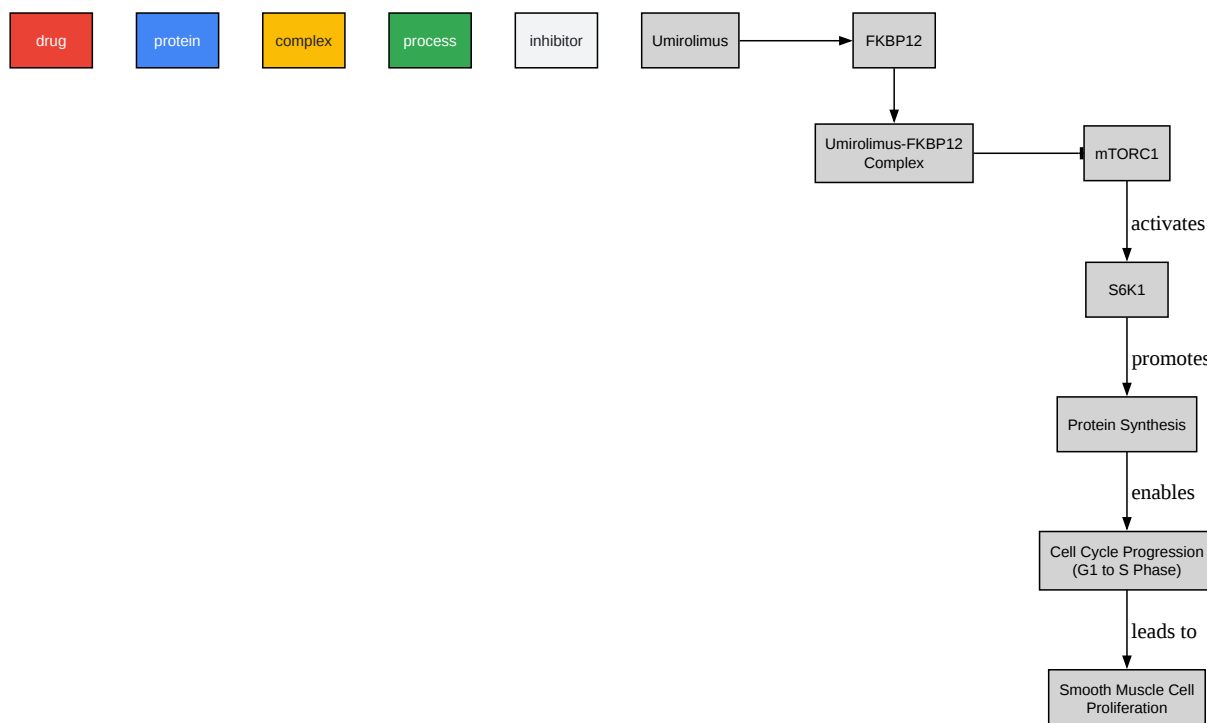 drug
protein
complex
process
inhibitor
Umirolimus
FKBP12
Umirolimus-FKBP12
Complex
mTORC1
activates
S6K1
promotes
Protein Synthesis
enables
Cell Cycle Progression
(G1 to S Phase)
leads to
Smooth Muscle Cell
Proliferation